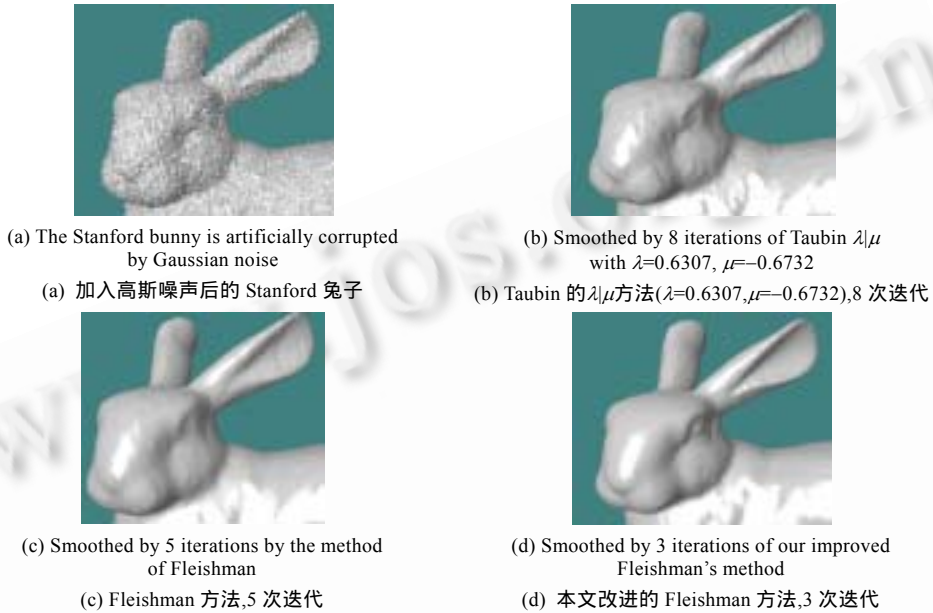 (a) The Stanford bunny is artificially corrupted
by Gaussian noise
(a) 加入高斯噪声后的 Stanford 兔子
(b) Smoothed by 8 iterations of Taubin λ|μ
with λ=0.6307, μ=−0.6732
(b) Taubin 的λ|μ方法(λ=0.6307,μ=−0.6732),8 次迭代
(c) Smoothed by 5 iterations by the method
of Fleishman
(c) Fleishman 方法,5 次迭代
(d) Smoothed by 3 iterations of our improved
Fleishman's method
(d) 本文改进的 Fleishman 方法,3 次迭代